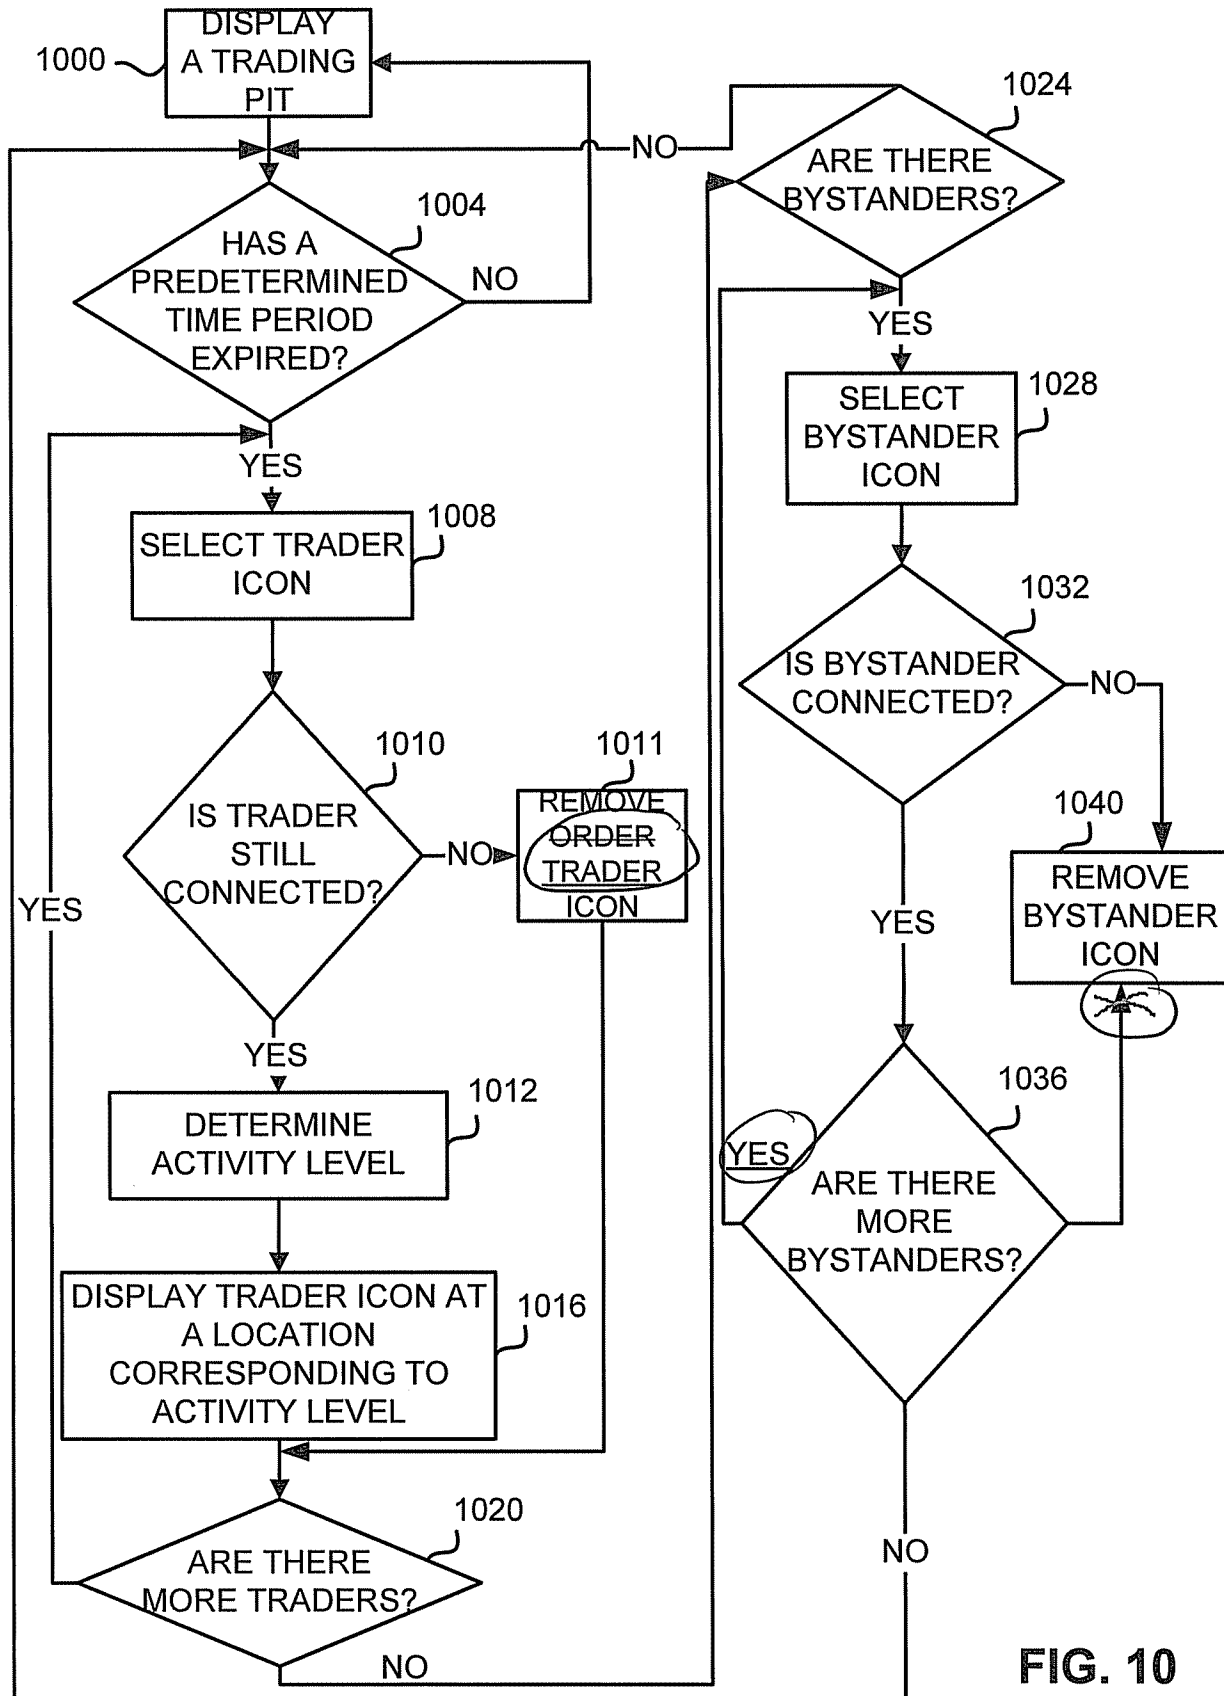 DISPLAY
A TRADING
PIT
1000
NO
1004
HAS A
PREDETERMINED
TIME PERIOD
EXPIRED?
NO
YES
1008
SELECT TRADER
ICON
1010
IS TRADER
STILL
CONNECTED?
NO
1011
REMOVE
ORDER
TRADER
ICON
YES
YES
1012
DETERMINE
ACTIVITY LEVEL
DISPLAY TRADER ICON AT
A LOCATION
CORRESPONDING TO
ACTIVITY LEVEL
1016
1020
ARE THERE
MORE TRADERS?
NO
1024
ARE THERE
BYSTANDERS?
YES
1028
SELECT
BYSTANDER
ICON
1032
IS BYSTANDER
CONNECTED?
NO
1040
REMOVE
BYSTANDER
ICON
YES
1036
YES
ARE THERE
MORE
BYSTANDERS?
NO
FIG. 10